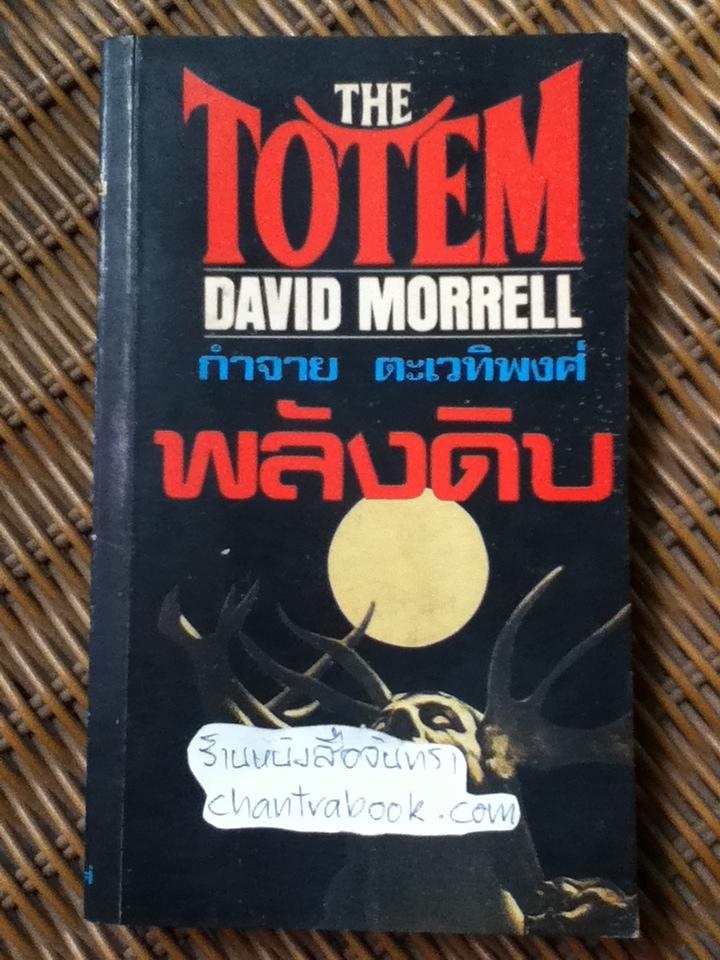 THE
TOTEM
DAVID MORRELL
กำจาย ตะเวทิพงศ์
พลังดิบ
ร้านหนังสือจันทรา
chantrabook.com